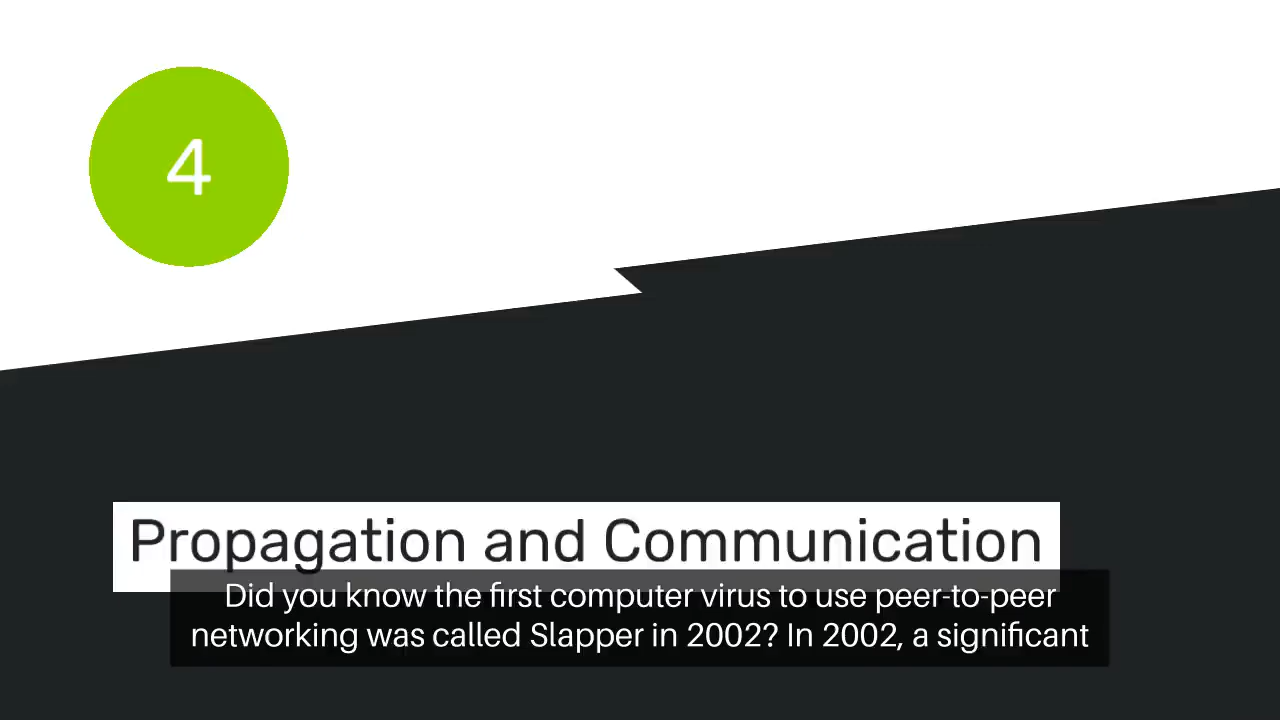 4
Propagation and Communication
Did you know the first computer virus to use peer-to-peer
networking was called Slapper in 2002? In 2002, a significant